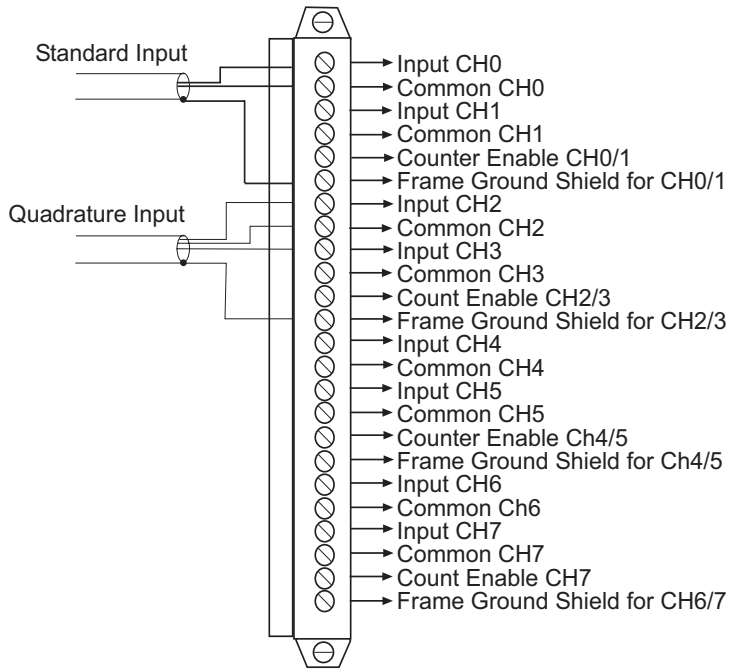 Standard Input
Quadrature Input
Input CH0
Common CH0
Input CH1
Common CH1
Counter Enable CH0/1
Frame Ground Shield for CH0/1
Input CH2
Common CH2
Input CH3
Common CH3
Count Enable CH2/3
Frame Ground Shield for CH2/3
Input CH4
Common CH4
Input CH5
Common CH5
Counter Enable Ch4/5
Frame Ground Shield for Ch4/5
Input CH6
Common Ch6
Input CH7
Common CH7
Count Enable CH7
Frame Ground Shield for CH6/7